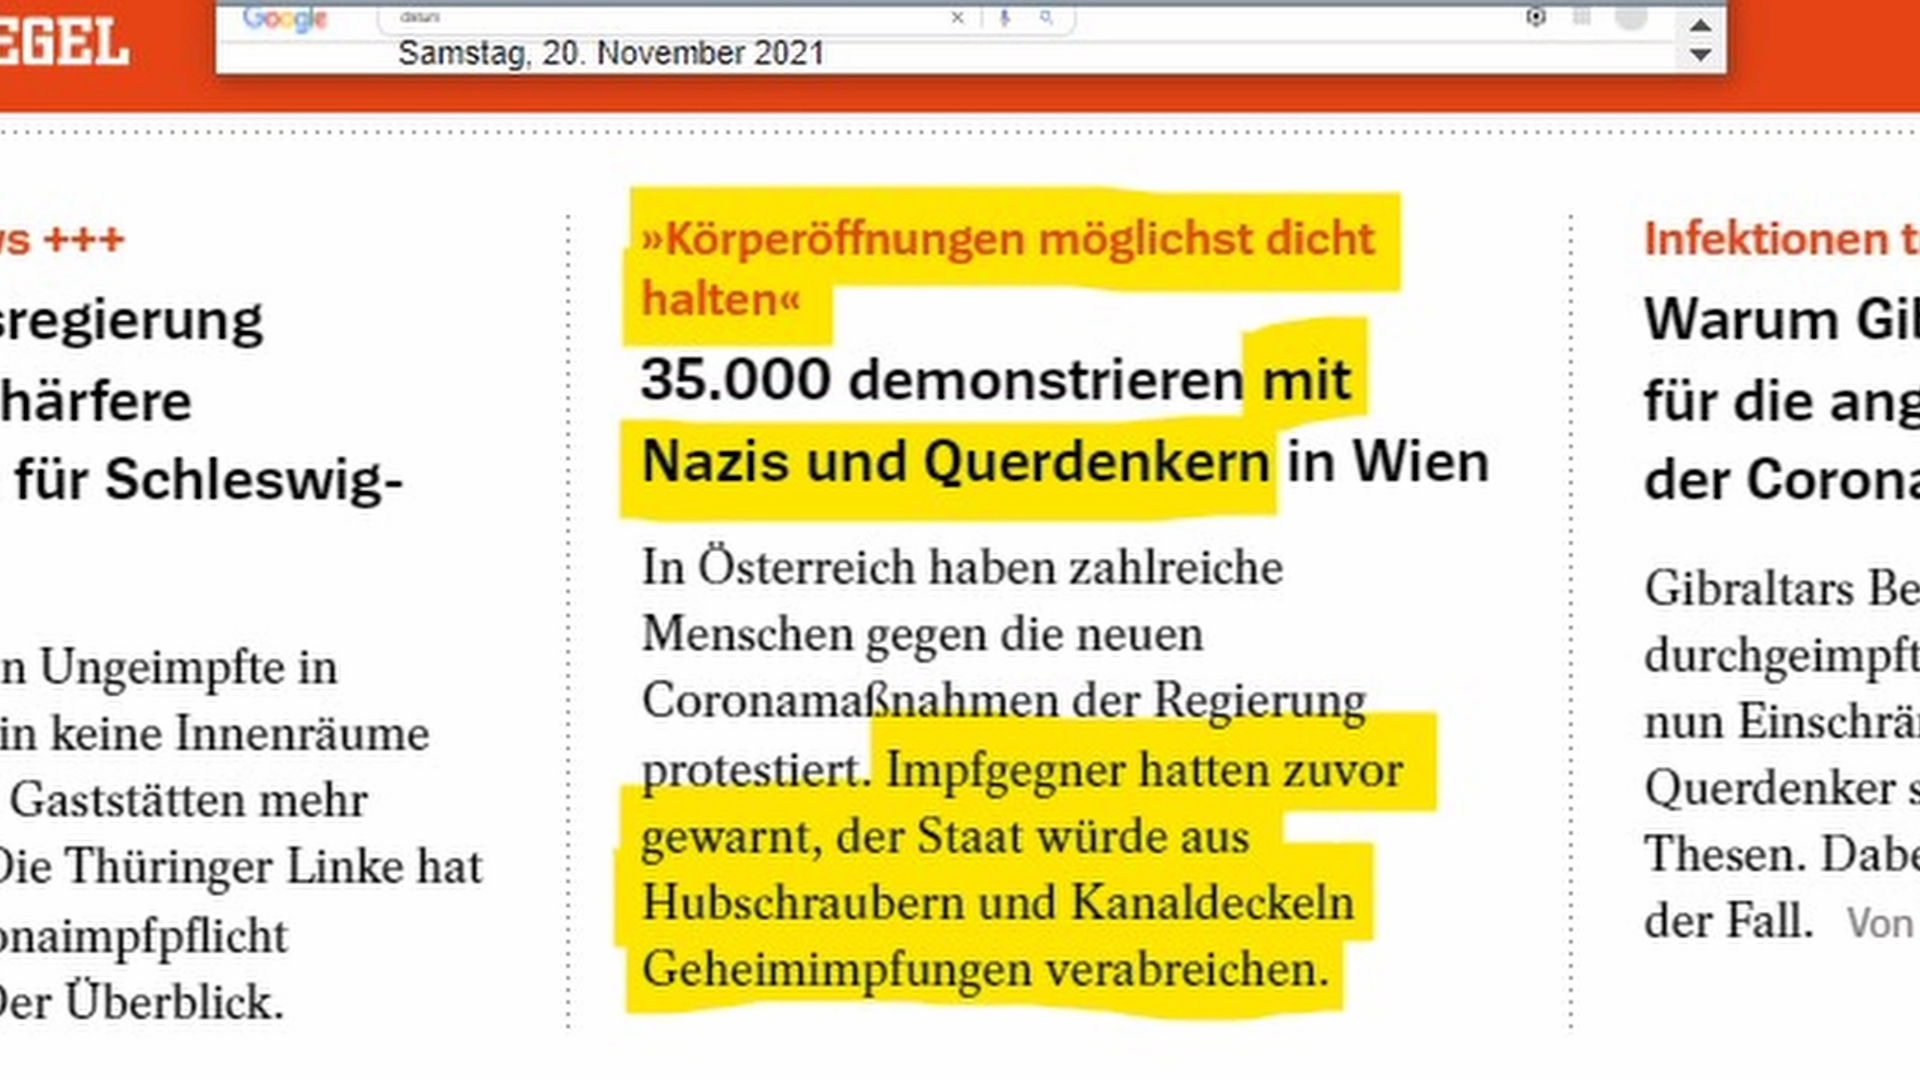 EGEL
Google
datum
Samstag, 20. November 2021
+++
sregierung
härfere
für Schleswig-
n Ungeimpfte in
in keine Innenräume
Gaststätten mehr
Die Thüringer Linke hat
onaimpfpflicht
Der Überblick.
»Körperöffnungen möglichst dicht
halten«
35.000 demonstrieren mit
Nazis und Querdenkern in Wien
In Österreich haben zahlreiche
Menschen gegen die neuen
Coronamaßnahmen der Regierung
protestiert. Impfgegner hatten zuvor
gewarnt, der Staat würde aus
Hubschraubern und Kanaldeckeln
Geheimimpfungen verabreichen.
Infektionen t
Warum Gi
für die ang
der Corona
Gibraltars Be
durchgeimpft
nun Einschrä
Querdenker s
Thesen. Dabe
der Fall. Von